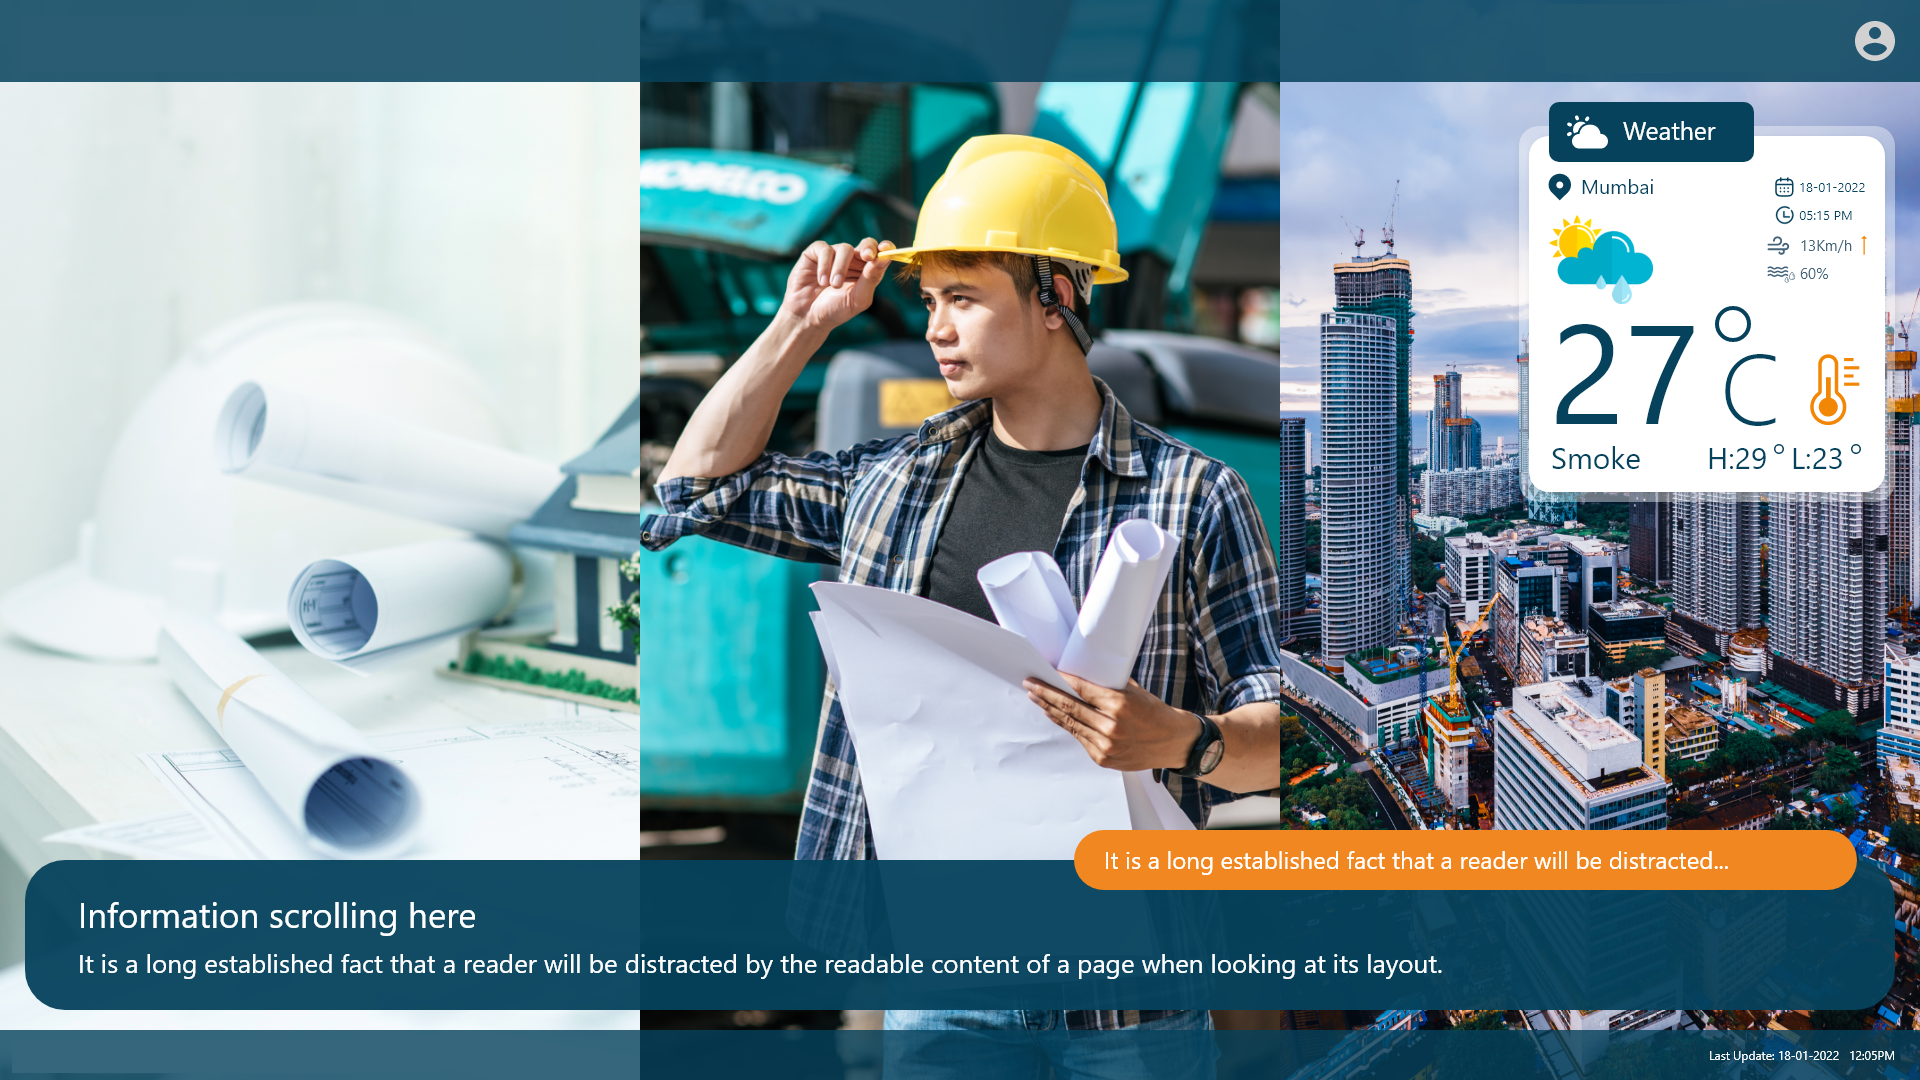 KOBELCO
Weather
Mumbai
18-01-2022
05:15 PM
13Km/h
60%
27°C
Smoke
H:29° L:23°
It is a long established fact that a reader will be distracted...
Information scrolling here
It is a long established fact that a reader will be distracted by the readable content of a page when looking at its layout.
Last Update: 18-01-2022 12:05PM